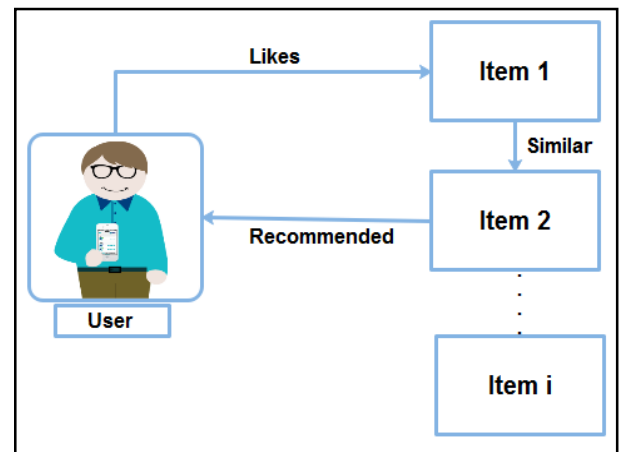 Likes
Item 1
Similar
Item 2
Recommended
User
Item i